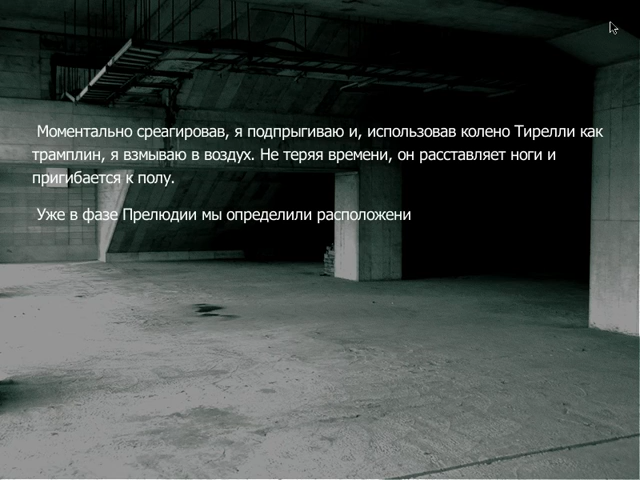 Моментально среагировав, я подпрыгиваю и, использовав колено Тирелли как
трамплин, я взмываю в воздух. Не теряя времени, он расставляет ноги и
пригибается к полу.
Уже в фазе Прелюдии мы определили расположени